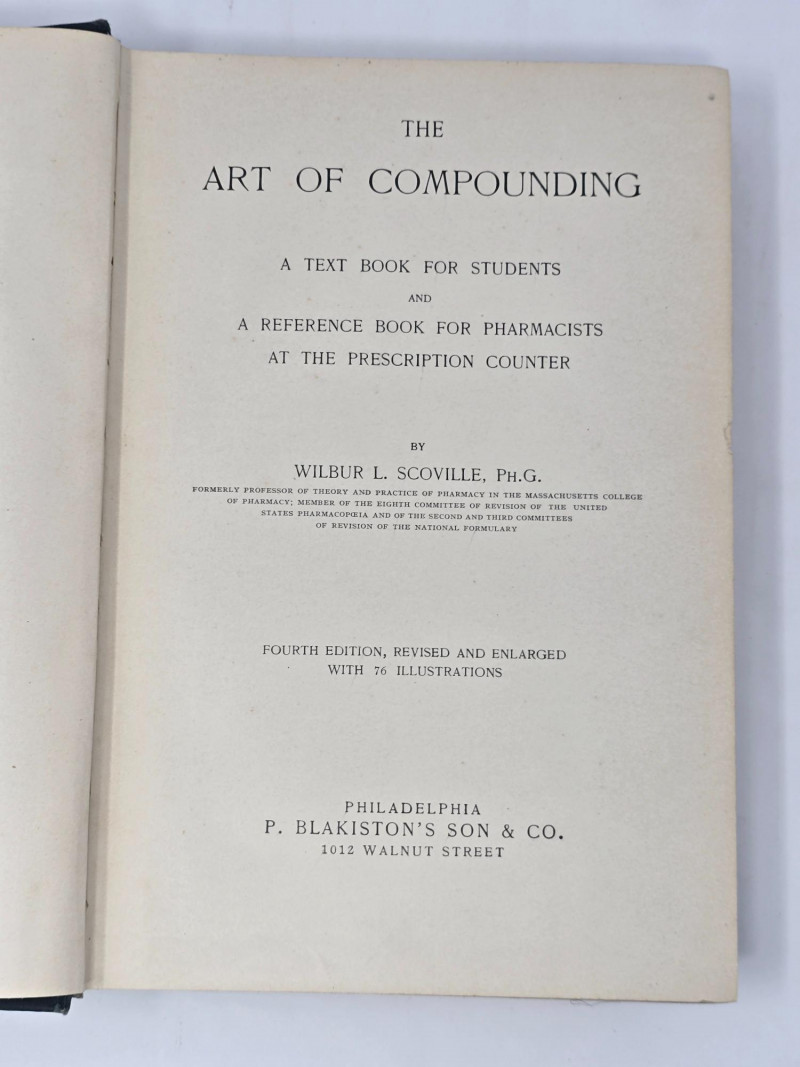 THE
ART OF COMPOUNDING
A TEXT BOOK FOR STUDENTS
AND
A REFERENCE BOOK FOR PHARMACISTS
AT THE PRESCRIPTION COUNTER
BY
WILBUR L. SCOVILLE, PH.G.
FORMERLY PROFESSOR OF THEORY AND PRACTICE OF PHARMACY IN THE MASSACHUSETTS COLLEGE
OF PHARMACY; MEMBER OF THE EIGHTH COMMITTEE OF REVISION OF THE UNITED
STATES PHARMACOPŒIA AND OF THE SECOND AND THIRD COMMITTEES
OF REVISION OF THE NATIONAL FORMULARY
FOURTH EDITION, REVISED AND ENLARGED
WITH 76 ILLUSTRATIONS
PHILADELPHIA
P. BLAKISTON'S SON & CO.
1012 WALNUT STREET